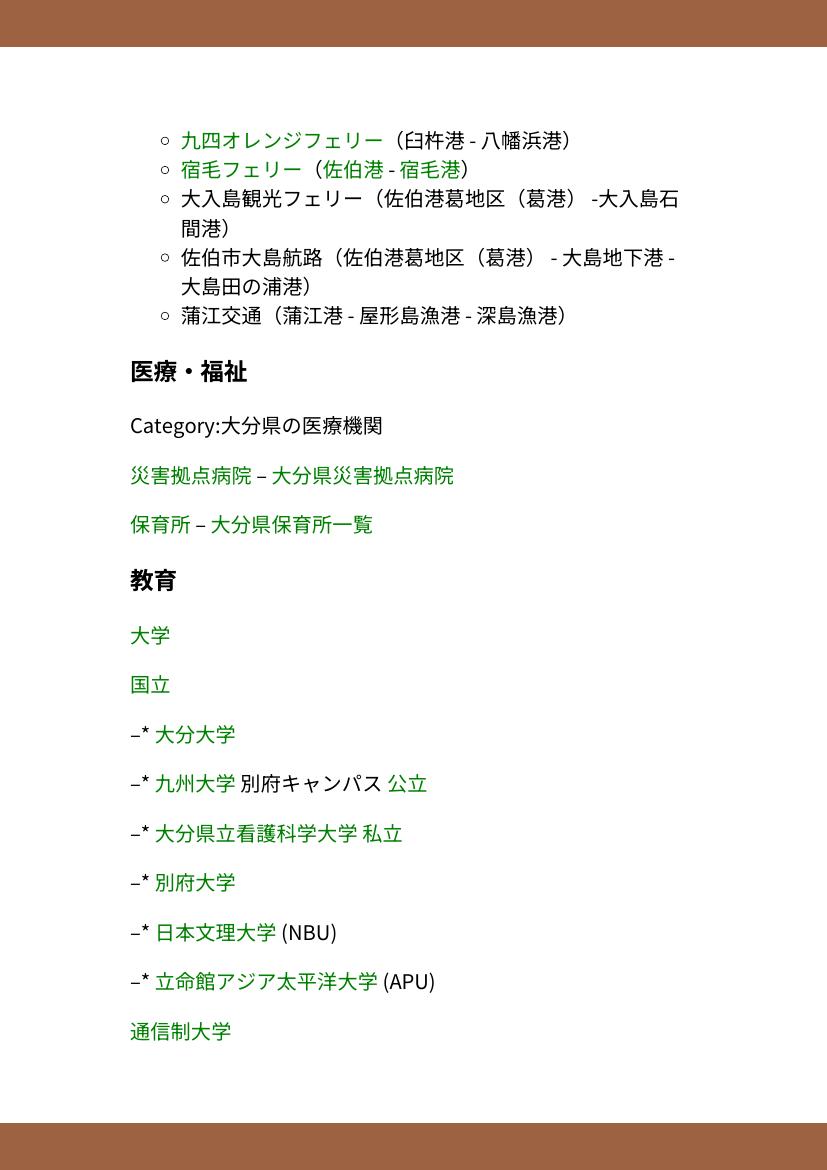 九四オレンジフェリー（臼杵港 - 八幡浜港）
宿毛フェリー（佐伯港 - 宿毛港）
大入島観光フェリー（佐伯港葛地区（葛港） -大入島石
間港）
佐伯市大島航路（佐伯港葛地区（葛港） - 大島地下港 -
大島田の浦港）
蒲江交通（蒲江港 - 屋形島漁港 - 深島漁港）
医療・福祉
Category:大分県の医療機関
災害拠点病院 – 大分県災害拠点病院
保育所 – 大分県保育所一覧
教育
大学
国立
–* 大分大学
–* 九州大学 別府キャンパス 公立
–* 大分県立看護科学大学 私立
–* 別府大学
–* 日本文理大学 (NBU)
–* 立命館アジア太平洋大学 (APU)
通信制大学